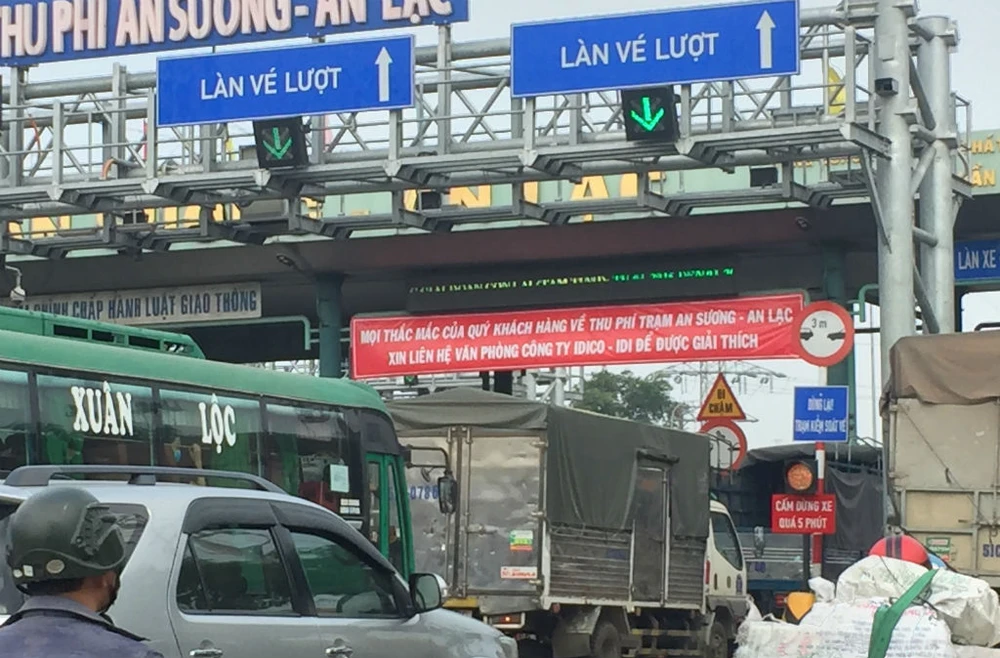 THU PHÍ AN SƯƠNG - AN LẠC
LÀN VÉ LƯỢT
LÀN VÉ LƯỢT
LÀN XE
CHỈNH CHẤP HÀNH LUẬT GIAO THÔNG
MỌI THẮC MẮC CỦA QUÝ KHÁCH HÀNG VỀ THU PHÍ TRẠM AN SƯƠNG - AN LẠC
XIN LIÊN HỆ VĂN PHÒNG CÔNG TY IDICO - IDI ĐỂ ĐƯỢC GIẢI THÍCH
3 m
ĐI
CHẬM
DỪNG LẠI
TRẠM KIỂM SOÁT VÉ
CẤM DỪNG XE
QUÁ 5 PHÚT
XUÂN LỘC